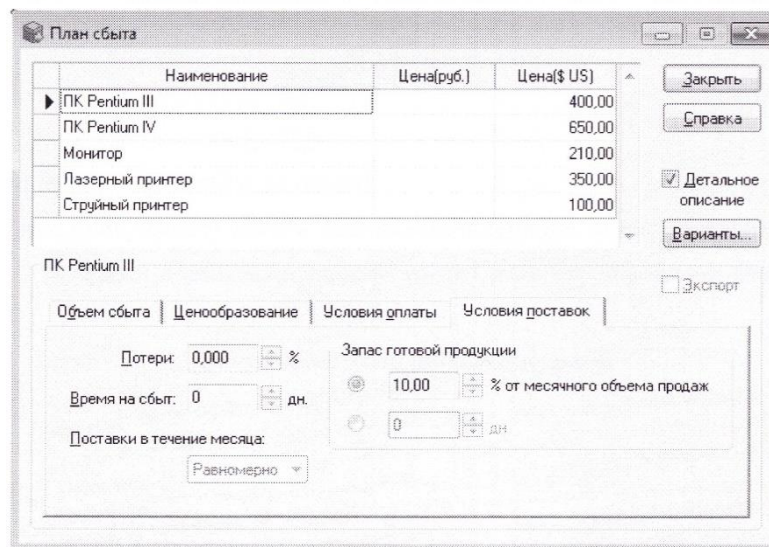 План сбыта
Наименование Цена(руб.) Цена($ US)
ПК Pentium III 400,00
ПК Pentium IV 650,00
Монитор 210,00
Лазерный принтер 350,00
Струйный принтер 100,00
Закрыть
Справка
Детальное
описание
Варианты...
Экспорт
ПК Pentium III
Объем сбыта Ценообразование Условия оплаты Условия поставок
Потери: 0,000 %
Время на сбыт: 0 дн.
Поставки в течение месяца:
Равномерно
Запас готовой продукции
10,00 % от месячного объема продаж
0 дн